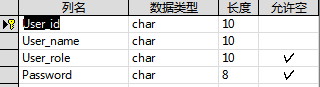 列名 数据类型 长度 允许空
User_id char 10
User_name char 10
User_role char 10 ✓
Password char 8 ✓